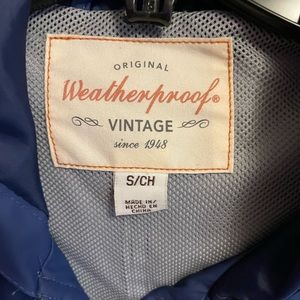 ORIGINAL
Weatherproof®
VINTAGE
since 1948
S/CH
MADE IN/
HECHO EN
CHINA